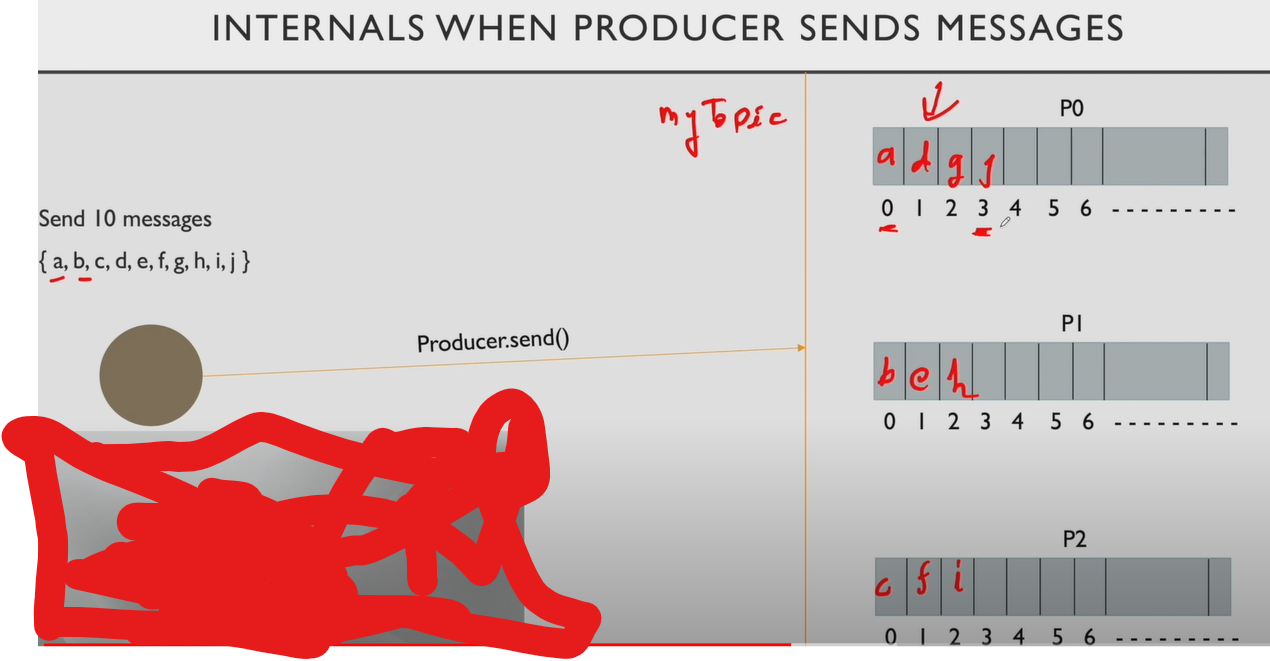 INTERNALS WHEN PRODUCER SENDS MESSAGES
myTopic
Send 10 messages
{ a, b, c, d, e, f, g, h, i, j }
Producer.send()
P0
a d g j
0 1 2 3 4 5 6 ---------
P1
b e h
0 1 2 3 4 5 6 ---------
P2
c f i
0 1 2 3 4 5 6 ---------